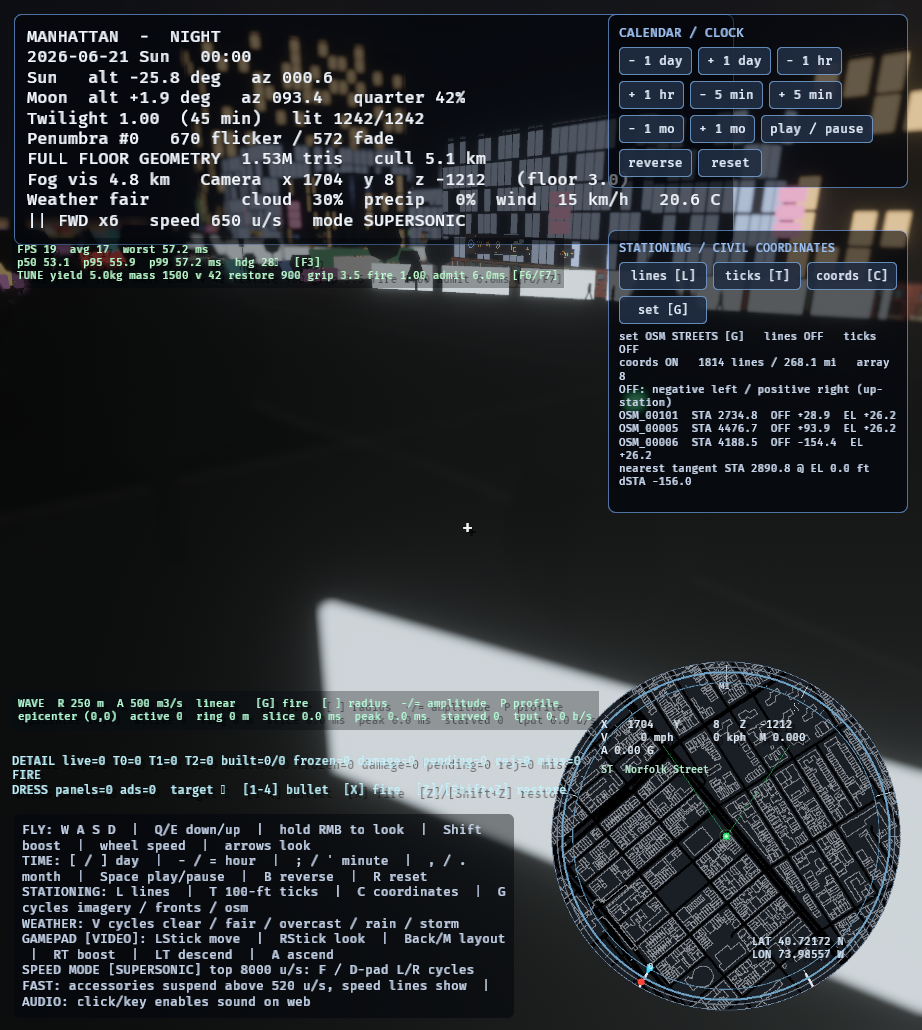 MANHATTAN - NIGHT
2026-06-21 Sun 00:00
Sun alt -25.8 deg az 000.6
Moon alt +1.9 deg az 093.4 quarter 42%
Twilight 1.00 (45 min) lit 1242/1242
Penumbra #0 670 flicker / 572 fade
FULL FLOOR GEOMETRY 1.53M tris cull 5.1 km
Fog vis 4.8 km Camera x 1704 y 8 z -1212 (floor 3.0)
Weather fair cloud 30% precip 0% wind 15 km/h 20.6 C
|| FWD x6 speed 650 u/s mode SUPERSONIC
FPS 19 avg 17 worst 57.2 ms
p50 53.1 p95 55.9 p99 57.2 ms hdg 28 [F3]
TUNE yield 5.0kg mass 1500 v 42 restore 900 grip 3.5 fire 1.00 admit 6.0ms [F6/F7]
CALENDAR / CLOCK
- 1 day + 1 day - 1 hr
+ 1 hr - 5 min + 5 min
- 1 mo + 1 mo play / pause
reverse reset
STATIONING / CIVIL COORDINATES
lines [L] ticks [T] coords [C]
set [G]
set OSM STREETS [G] lines OFF ticks
OFF
coords ON 1814 lines / 268.1 mi array
8
OFF: negative left / positive right (up-
station)
OSM_00101 STA 2734.8 OFF +28.9 EL +26.2
OSM_00005 STA 4476.7 OFF +93.9 EL +26.2
OSM_00006 STA 4188.5 OFF -154.4 EL
+26.2
nearest tangent STA 2890.8 @ EL 0.0 ft
dSTA -156.0
WAVE R 250 m A 500 m3/s linear [G] fire [ ] radius -/= amplitude P profile
epicenter (0,0) active 0 ring 0 m slice 0.0 ms peak 0.0 ms starved 0 tput 0.0 b/s
DETAIL live=0 T0=0 T1=0 T2=0 built=0/0 frozen=0 damage=0 pending=0 rej=0 mis
FIRE
DRESS panels=0 ads=0 target [1-4] bullet [X] fire [Z]/[Shift+Z] restore
FLY: W A S D | Q/E down/up | hold RMB to look | Shift
boost | wheel speed | arrows look
TIME: [ / ] day | - / = hour | ; / ' minute | , / .
month | Space play/pause | B reverse | R reset
STATIONING: L lines | T 100-ft ticks | C coordinates | G
cycles imagery / fronts / osm
WEATHER: V cycles clear / fair / overcast / rain / storm
GAMEPAD [VIDEO]: LStick move | RStick look | Back/M layout
| RT boost | LT descend | A ascend
SPEED MODE [SUPERSONIC] top 8000 u/s: F / D-pad L/R cycles
FAST: accessories suspend above 520 u/s, speed lines show |
AUDIO: click/key enables sound on web
X 1704 Y 8 Z -1212
V 0 mph 0 kph M 0.000
A 0.00 G
ST Norfolk Street
LAT 40.72172 N
LON 73.98557 W